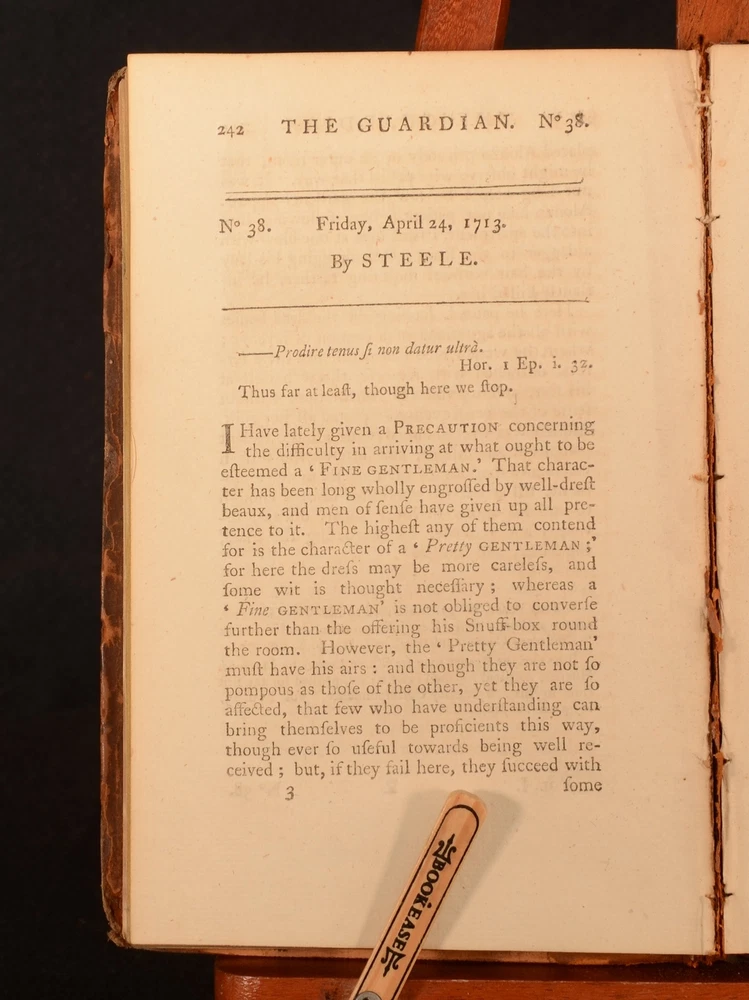 242 THE GUARDIAN. Nº 38.
Nº 38. Friday, April 24, 1713.
By STEELE.
——Prodire tenus ſi non datur ultrà.
Hor. 1 Ep. i. 32.
Thus far at leaſt, though here we ſtop.
I Have lately given a PRECAUTION concerning
the difficulty in arriving at what ought to be
eſteemed a ‘ FINE GENTLEMAN.’ That charac-
ter has been long wholly engroſſed by well-dreſt
beaux, and men of ſenſe have given up all pre-
tence to it. The higheſt any of them contend
for is the character of a ‘ Pretty GENTLEMAN ;’
for here the dreſs may be more careleſs, and
ſome wit is thought neceſſary ; whereas a
‘ Fine GENTLEMAN’ is not obliged to converſe
further than the offering his Snuff-box round
the room. However, the ‘ Pretty Gentleman’
muſt have his airs : and though they are not ſo
pompous as thoſe of the other, yet they are ſo
affected, that few who have underſtanding can
bring themſelves to be proficients this way,
though ever ſo uſeful towards being well re-
ceived ; but, if they fail here, they ſucceed with
3 ſome
BOOKEASE